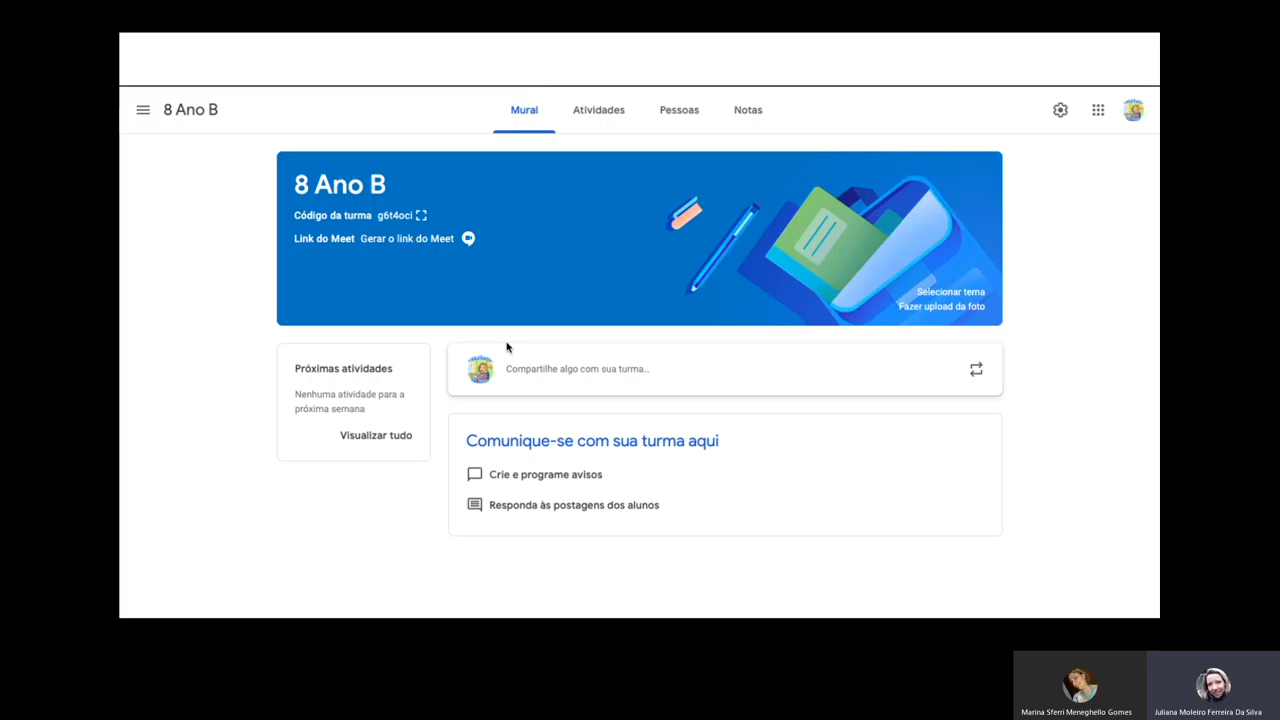 8 Ano B
Mural
Atividades
Pessoas
Notas
8 Ano B
Código da turma g6t4oci
Link do Meet Gerar o link do Meet
Selecionar tema
Fazer upload da foto
Próximas atividades
Nenhuma atividade para a
próxima semana
Visualizar tudo
Compartilhe algo com sua turma...
Comunique-se com sua turma aqui
Crie e programe avisos
Responda às postagens dos alunos
Marina Sferri Meneghello Gomes
Juliana Moleiro Ferreira Da Silva